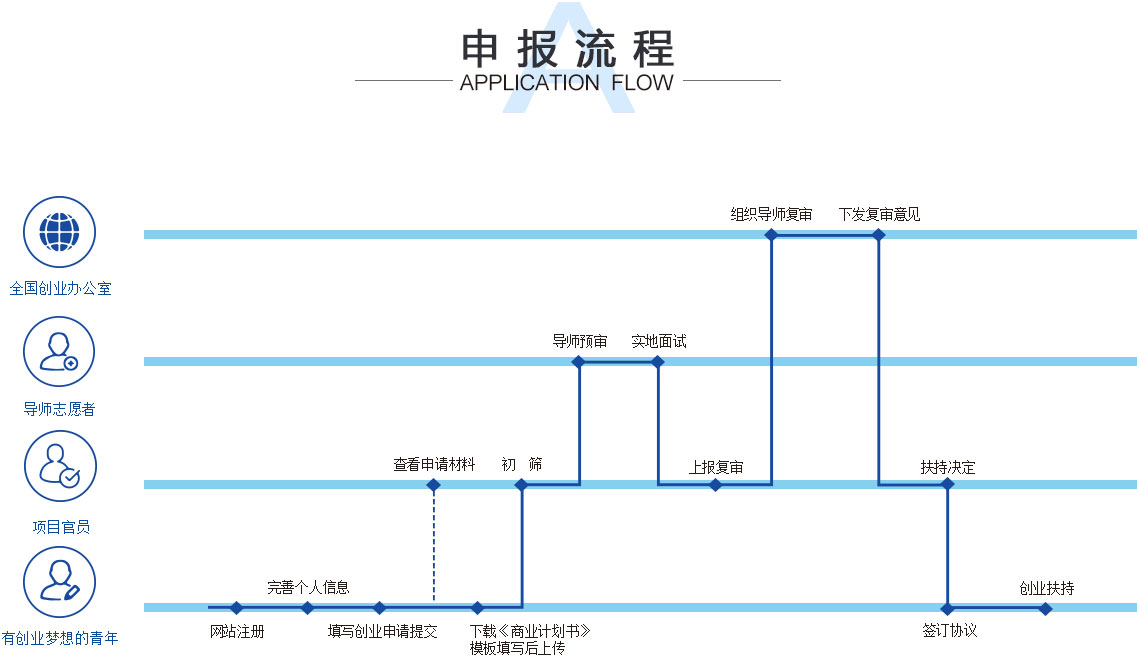 申报流程
APPLICATION FLOW
组织导师复审
下发复审意见
全国创业办公室
导师预审
实地面试
导师志愿者
查看申请材料
初 筛
上报复审
扶持决定
项目官员
完善个人信息
创业扶持
网站注册
填写创业申请提交
下载《商业计划书》
模板填写后上传
签订协议
有创业梦想的青年